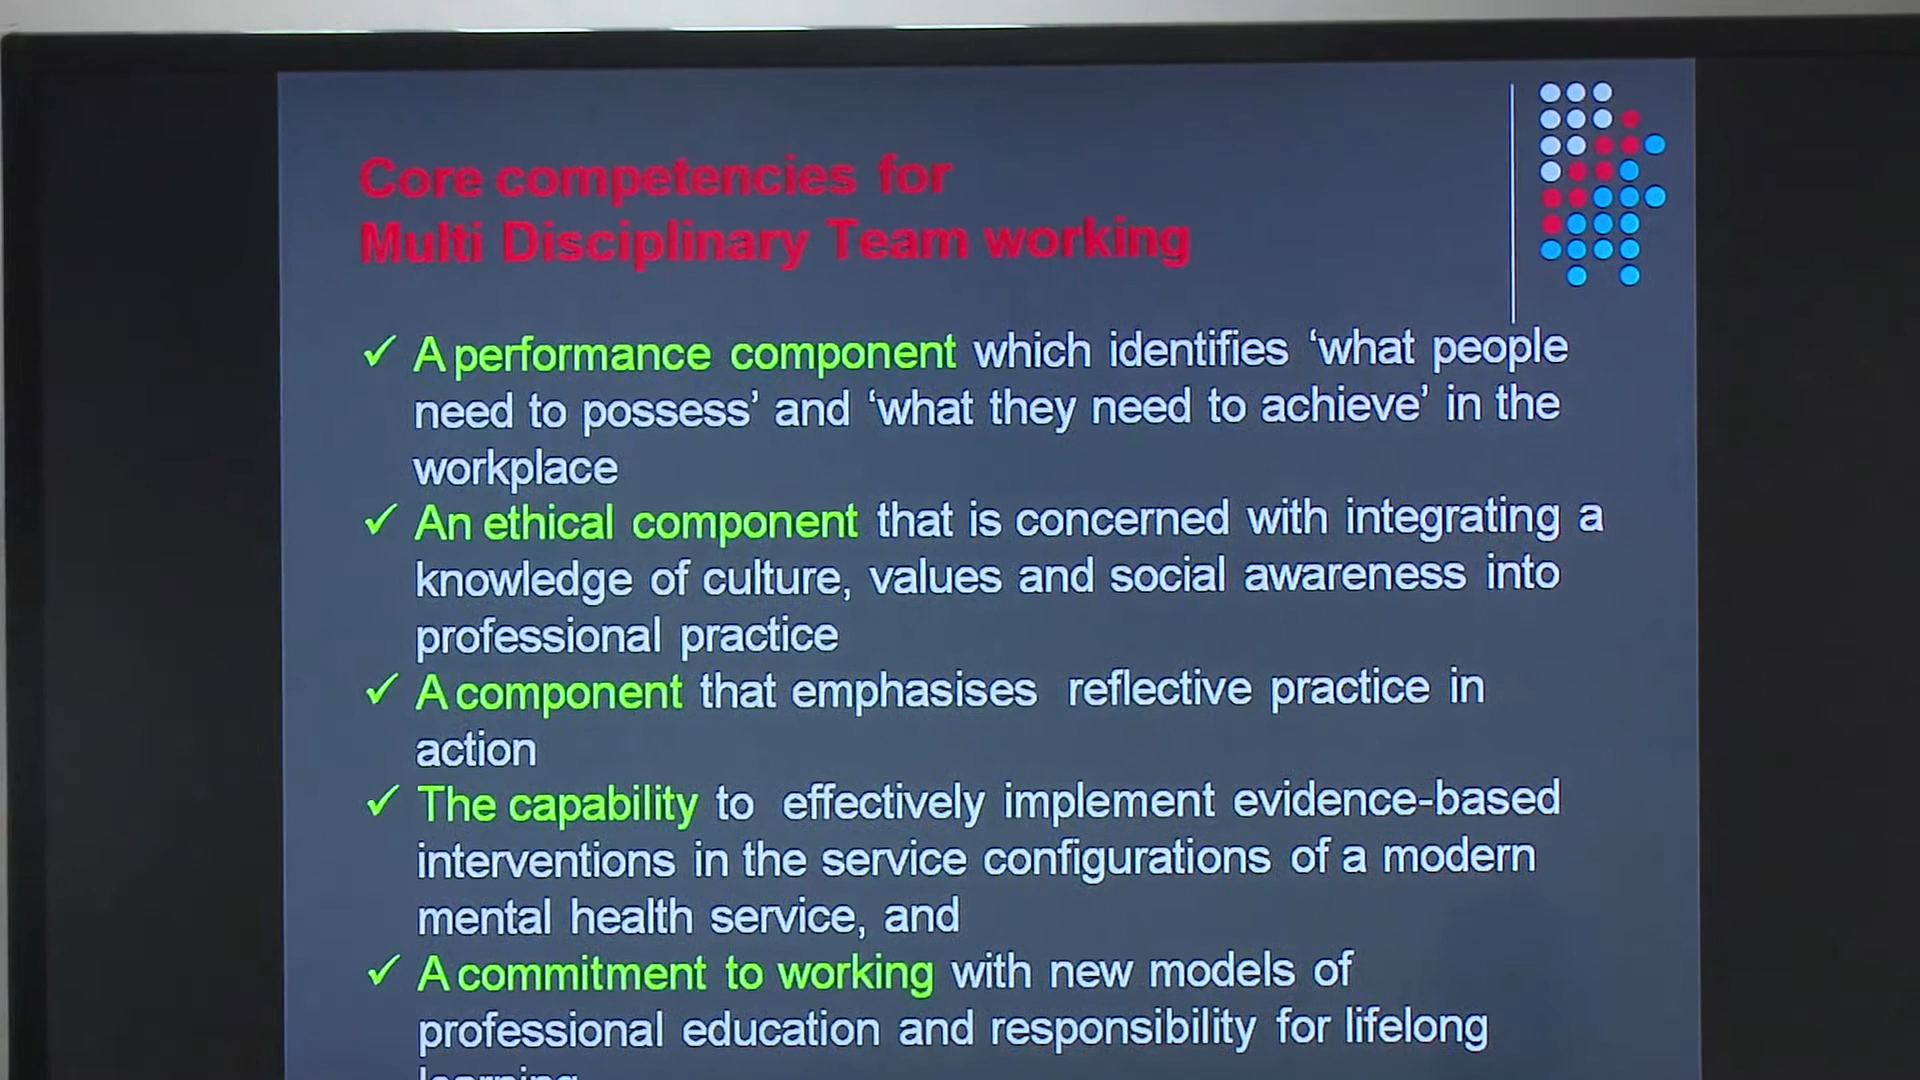 Core competencies for
Multi Disciplinary Team working
✓ A performance component which identifies ‘what people
need to possess’ and ‘what they need to achieve’ in the
workplace
✓ An ethical component that is concerned with integrating a
knowledge of culture, values and social awareness into
professional practice
✓ A component that emphasises reflective practice in
action
✓ The capability to effectively implement evidence-based
interventions in the service configurations of a modern
mental health service, and
✓ A commitment to working with new models of
professional education and responsibility for lifelong